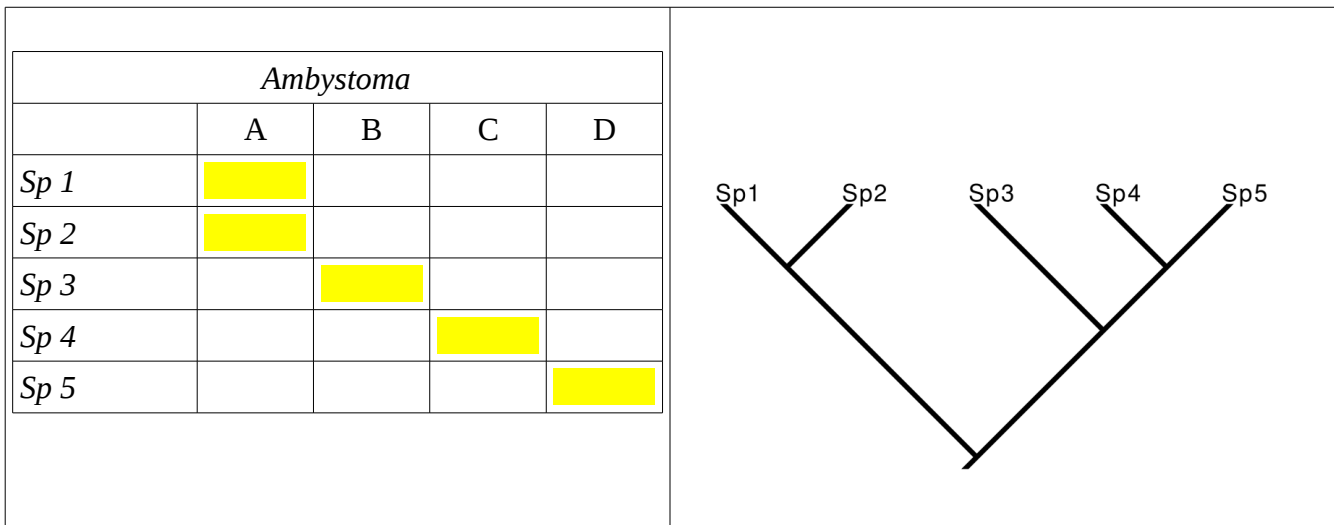 Ambystoma
A B C D
Sp 1
Sp 2
Sp 3
Sp 4
Sp 5
Sp1 Sp2 Sp3 Sp4 Sp5